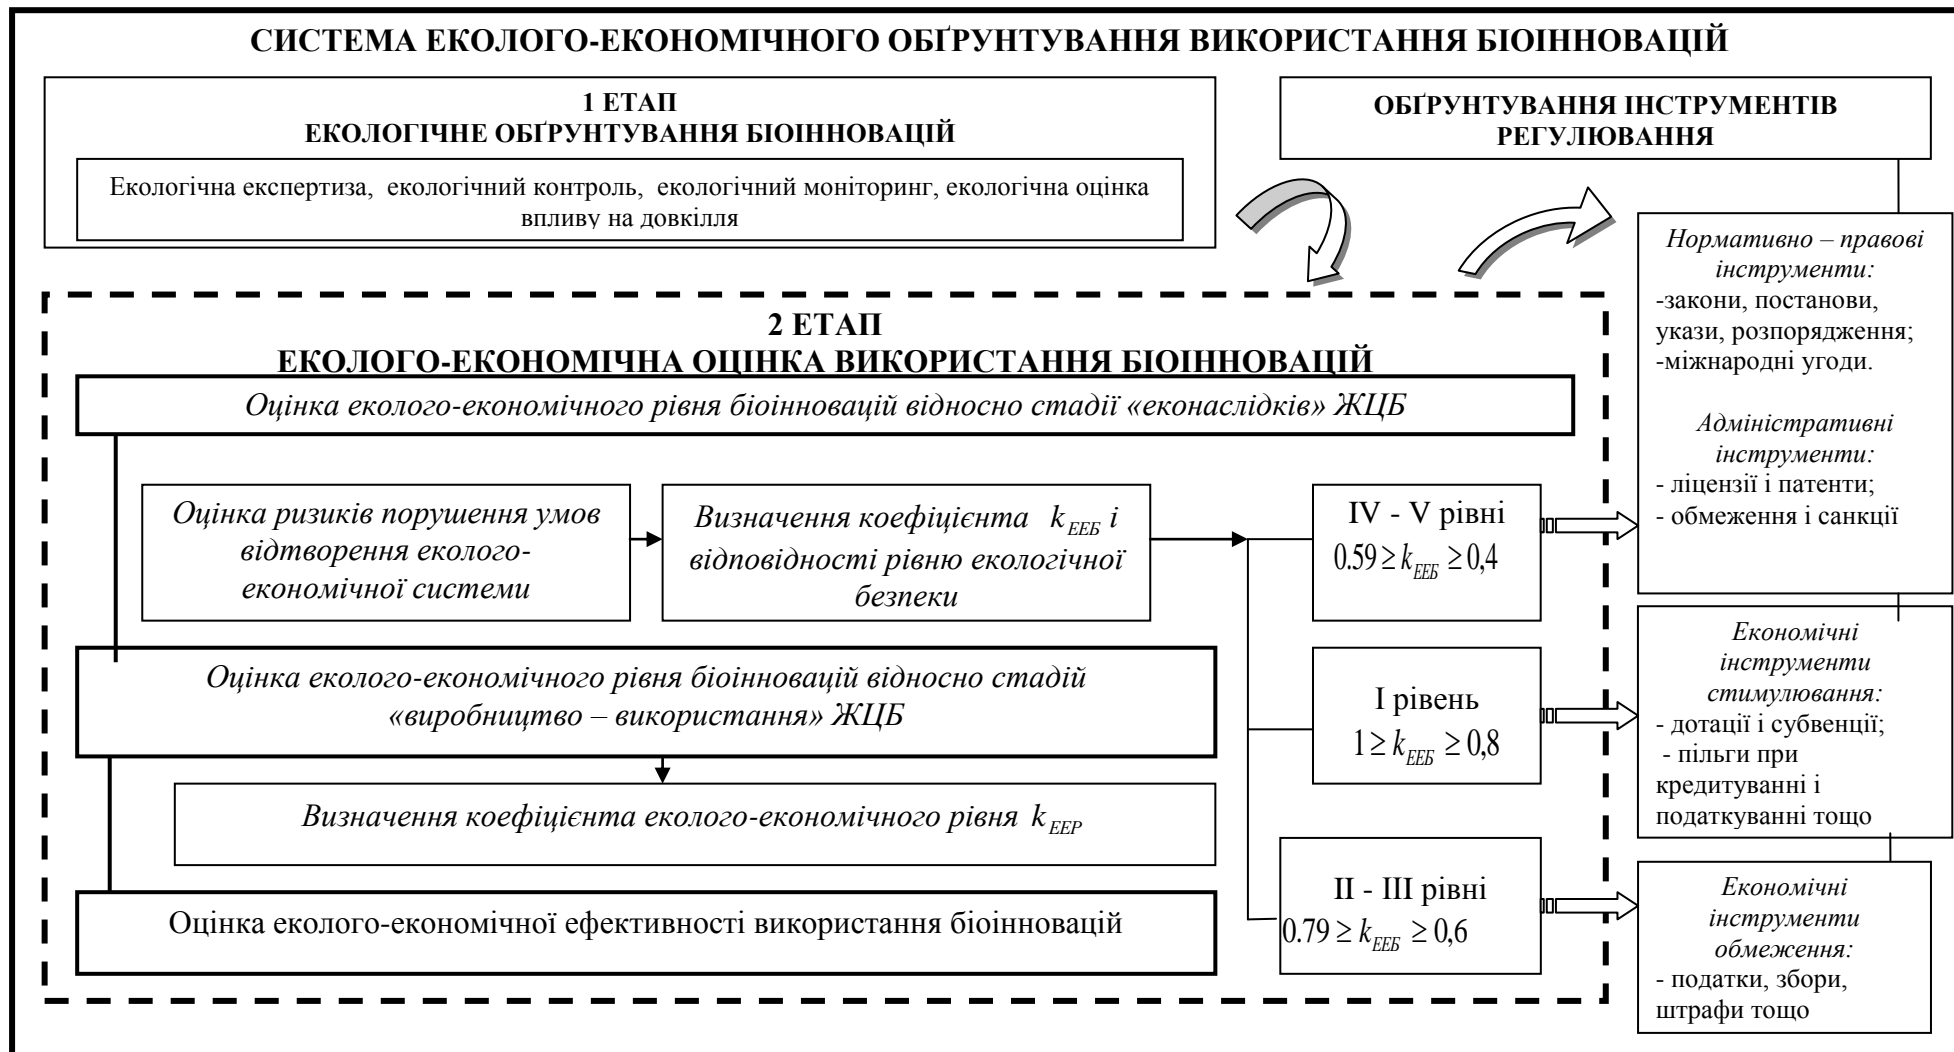 СИСТЕМА ЕКОЛОГО-ЕКОНОМІЧНОГО ОБҐРУНТУВАННЯ ВИКОРИСТАННЯ БІОІННОВАЦІЙ
1 ЕТАП
ЕКОЛОГІЧНЕ ОБҐРУНТУВАННЯ БІОІННОВАЦІЙ
Екологічна експертиза, екологічний контроль, екологічний моніторинг, екологічна оцінка
впливу на довкілля
ОБҐРУНТУВАННЯ ІНСТРУМЕНТІВ
РЕГУЛЮВАННЯ
2 ЕТАП
ЕКОЛОГО-ЕКОНОМІЧНА ОЦІНКА ВИКОРИСТАННЯ БІОІННОВАЦІЙ
Оцінка еколого-економічного рівня біоінновацій відносно стадії «еконаслідків» ЖЦБ
Оцінка ризиків порушення умов
відтворення еколого-
економічної системи
Визначення коефіцієнта k_ЕЕБ і
відповідності рівню екологічної
безпеки
Оцінка еколого-економічного рівня біоінновацій відносно стадій
«виробництво – використання» ЖЦБ
Визначення коефіцієнта еколого-економічного рівня k_ЕЕР
Оцінка еколого-економічної ефективності використання біоінновацій
IV - V рівні
0.59 ≥ k_ЕЕБ ≥ 0,4
I рівень
1 ≥ k_ЕЕБ ≥ 0,8
II - III рівні
0.79 ≥ k_ЕЕБ ≥ 0,6
Нормативно – правові
інструменти:
-закони, постанови,
укази, розпорядження;
-міжнародні угоди.
Адміністративні
інструменти:
- ліцензії і патенти;
- обмеження і санкції
Економічні
інструменти
стимулювання:
- дотації і субвенції;
- пільги при
кредитуванні і
податкуванні тощо
Економічні
інструменти
обмеження:
- податки, збори,
штрафи тощо